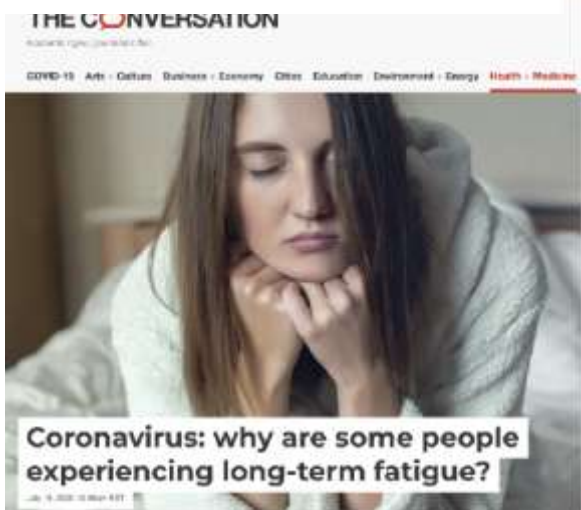 THE CONVERSATION
COVID-19 Arts + Culture Business + Economy Cities Education Environment + Energy Health + Medicine
Coronavirus: why are some people
experiencing long-term fatigue?